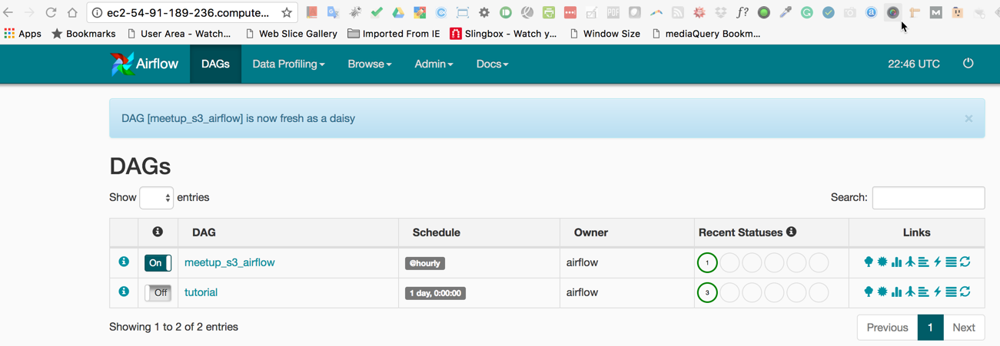 ec2-54-91-189-236.compute...
Apps Bookmarks User Area - Watch... Web Slice Gallery Imported From IE Slingbox - Watch y... Window Size mediaQuery Bookm...
Airflow DAGs Data Profiling Browse Admin Docs 22:46 UTC
DAG [meetup_s3_airflow] is now fresh as a daisy ×
DAGs
Show entries Search:
DAG Schedule Owner Recent Statuses Links
On meetup_s3_airflow @hourly airflow 1
Off tutorial 1 day, 0:00:00 airflow 3
Showing 1 to 2 of 2 entries Previous 1 Next